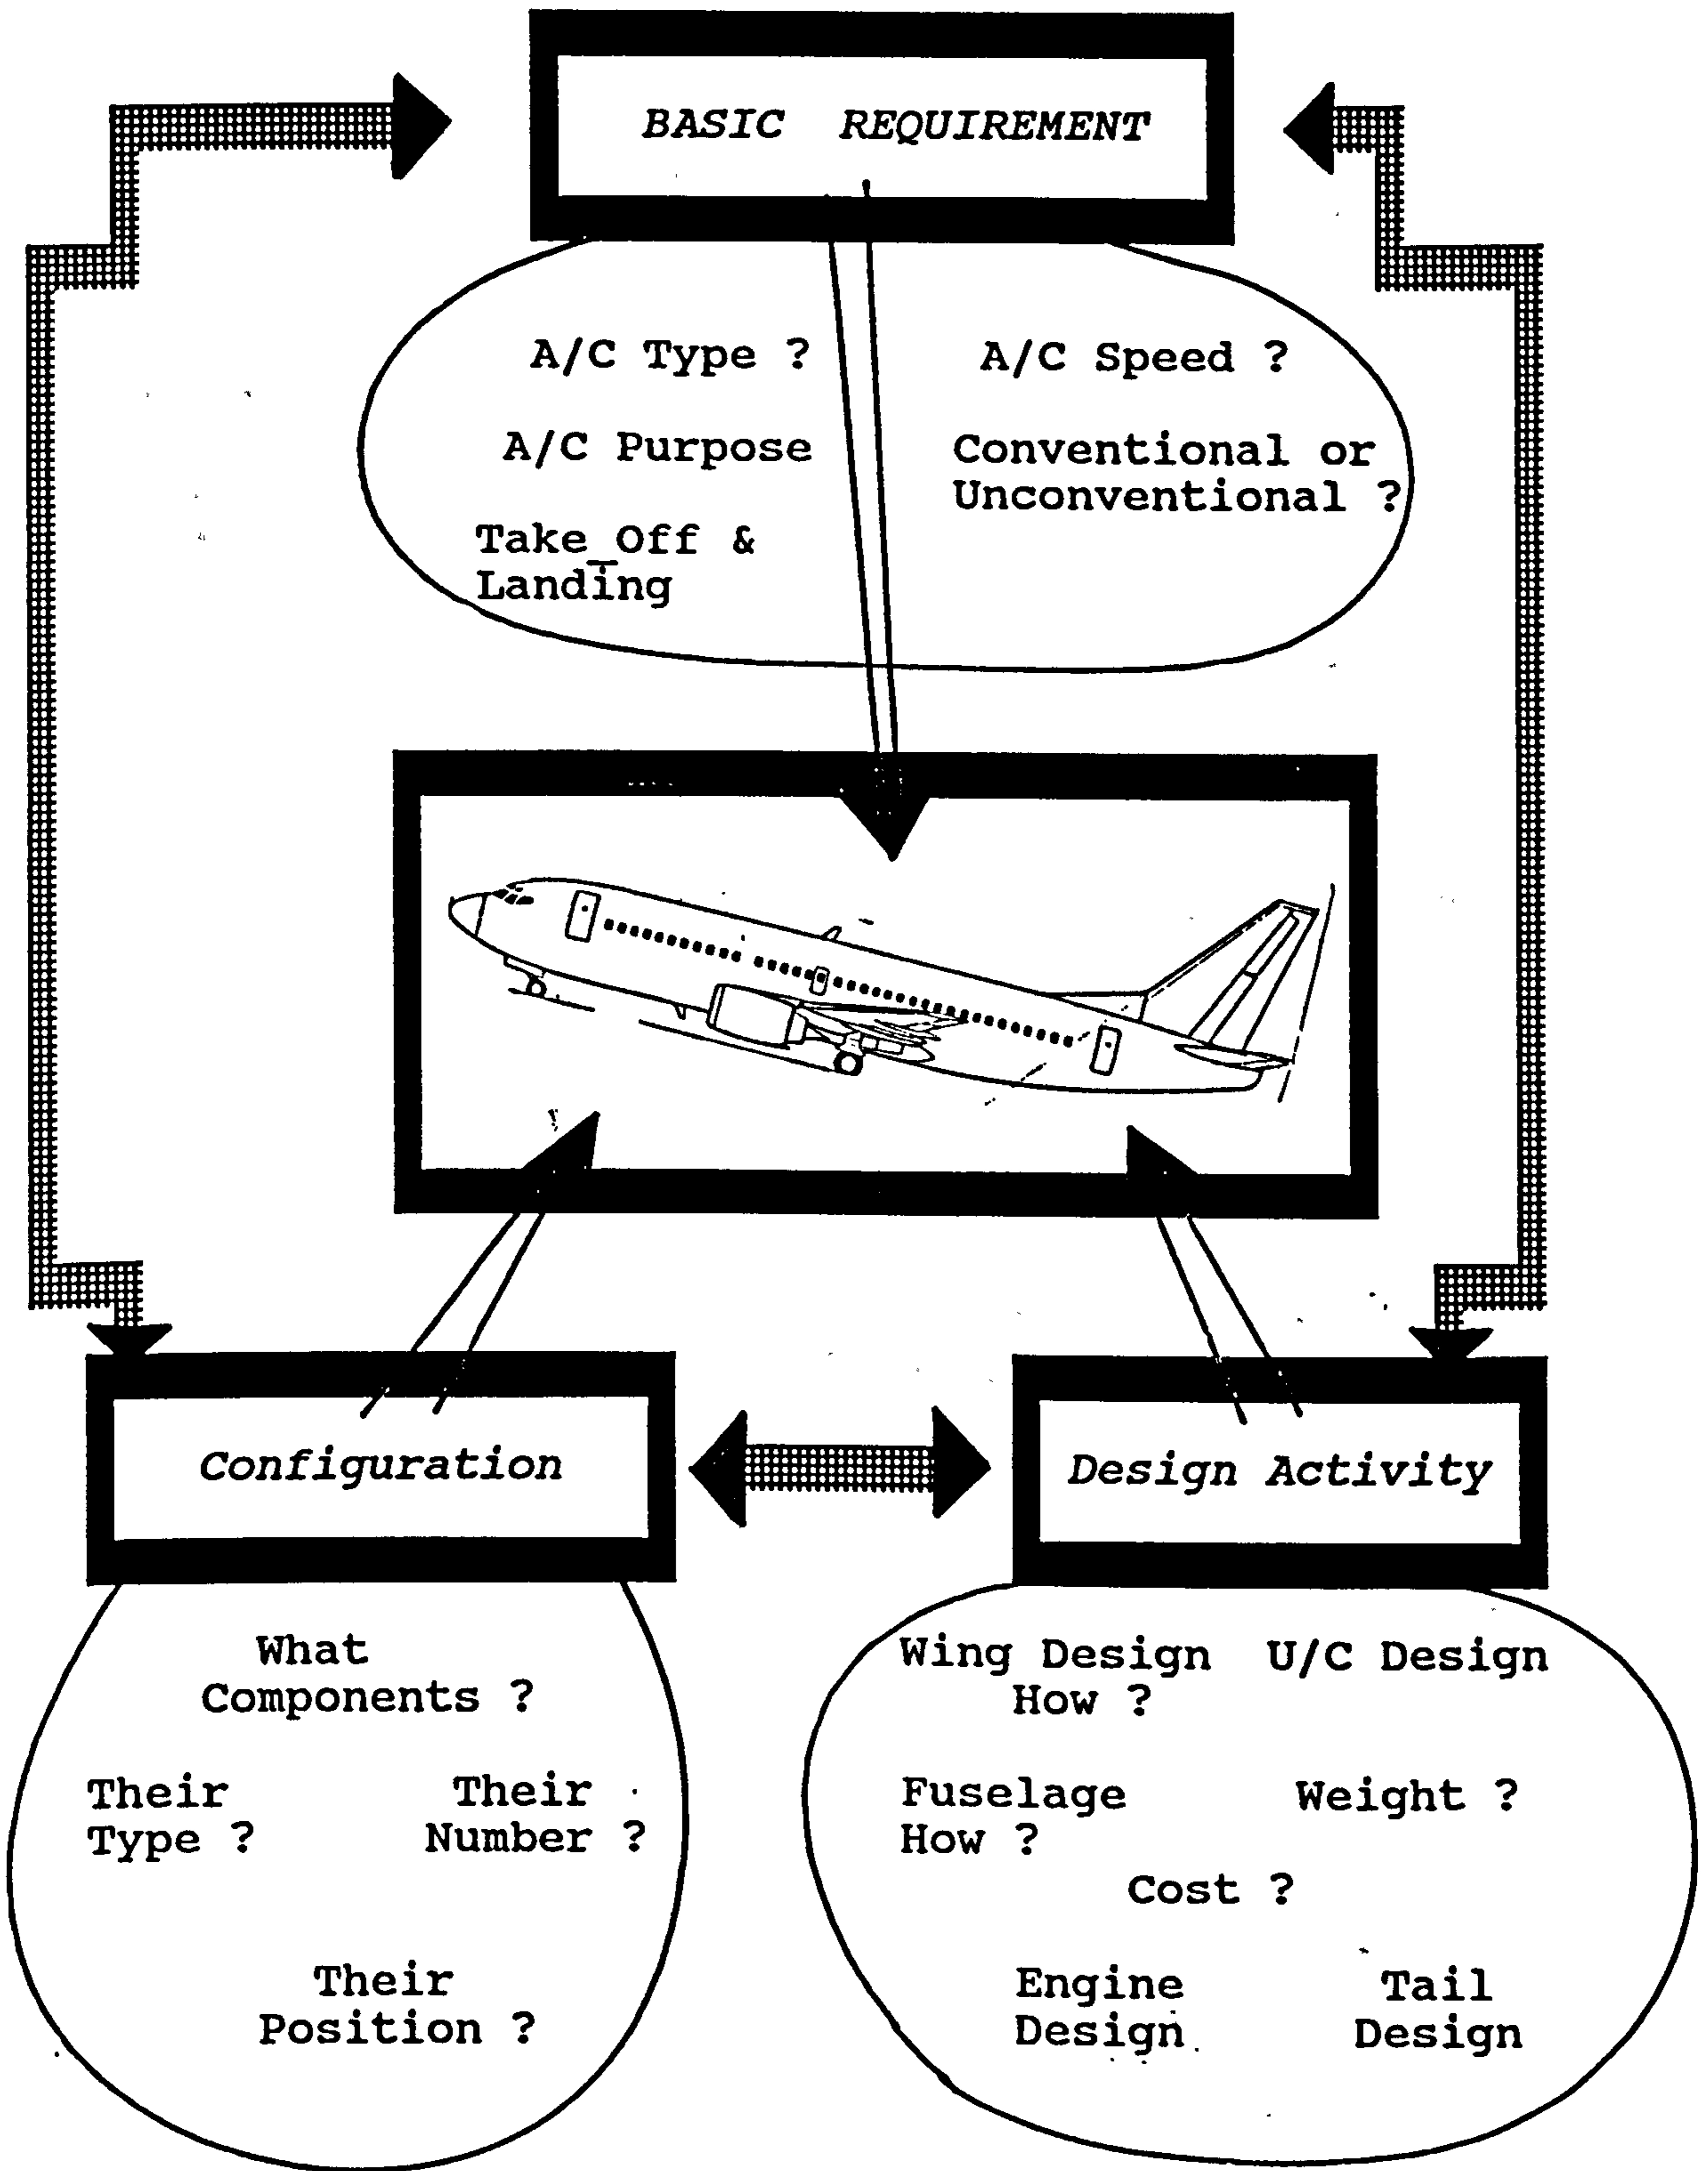 BASIC REQUIREMENT
A/C Type ?
A/C Speed ?
A/C Purpose
Conventional or
Unconventional ?
Take_Off &
Landing
Configuration
Design Activity
What
Components ?
Their
Type ?
Their
Number ?
Their
Position ?
Wing Design
How ?
U/C Design
Fuselage
How ?
Weight ?
Cost ?
Engine
Design
Tail
Design